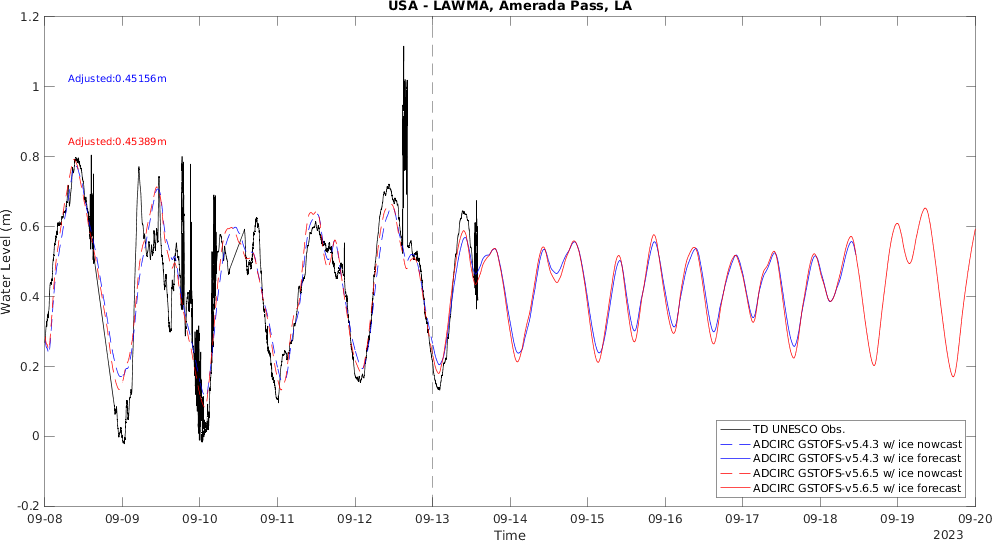 USA - LAWMA, Amerada Pass, LA
1.2
1
0.8
0.6
0.4
0.2
0
-0.2
Water Level (m)
Adjusted:0.45156m
Adjusted:0.45389m
TD UNESCO Obs.
ADCIRC GSTOFS-v5.4.3 w/ ice nowcast
ADCIRC GSTOFS-v5.4.3 w/ ice forecast
ADCIRC GSTOFS-v5.6.5 w/ ice nowcast
ADCIRC GSTOFS-v5.6.5 w/ ice forecast
09-08 09-09 09-10 09-11 09-12 09-13 09-14 09-15 09-16 09-17 09-18 09-19 09-20
Time
2023